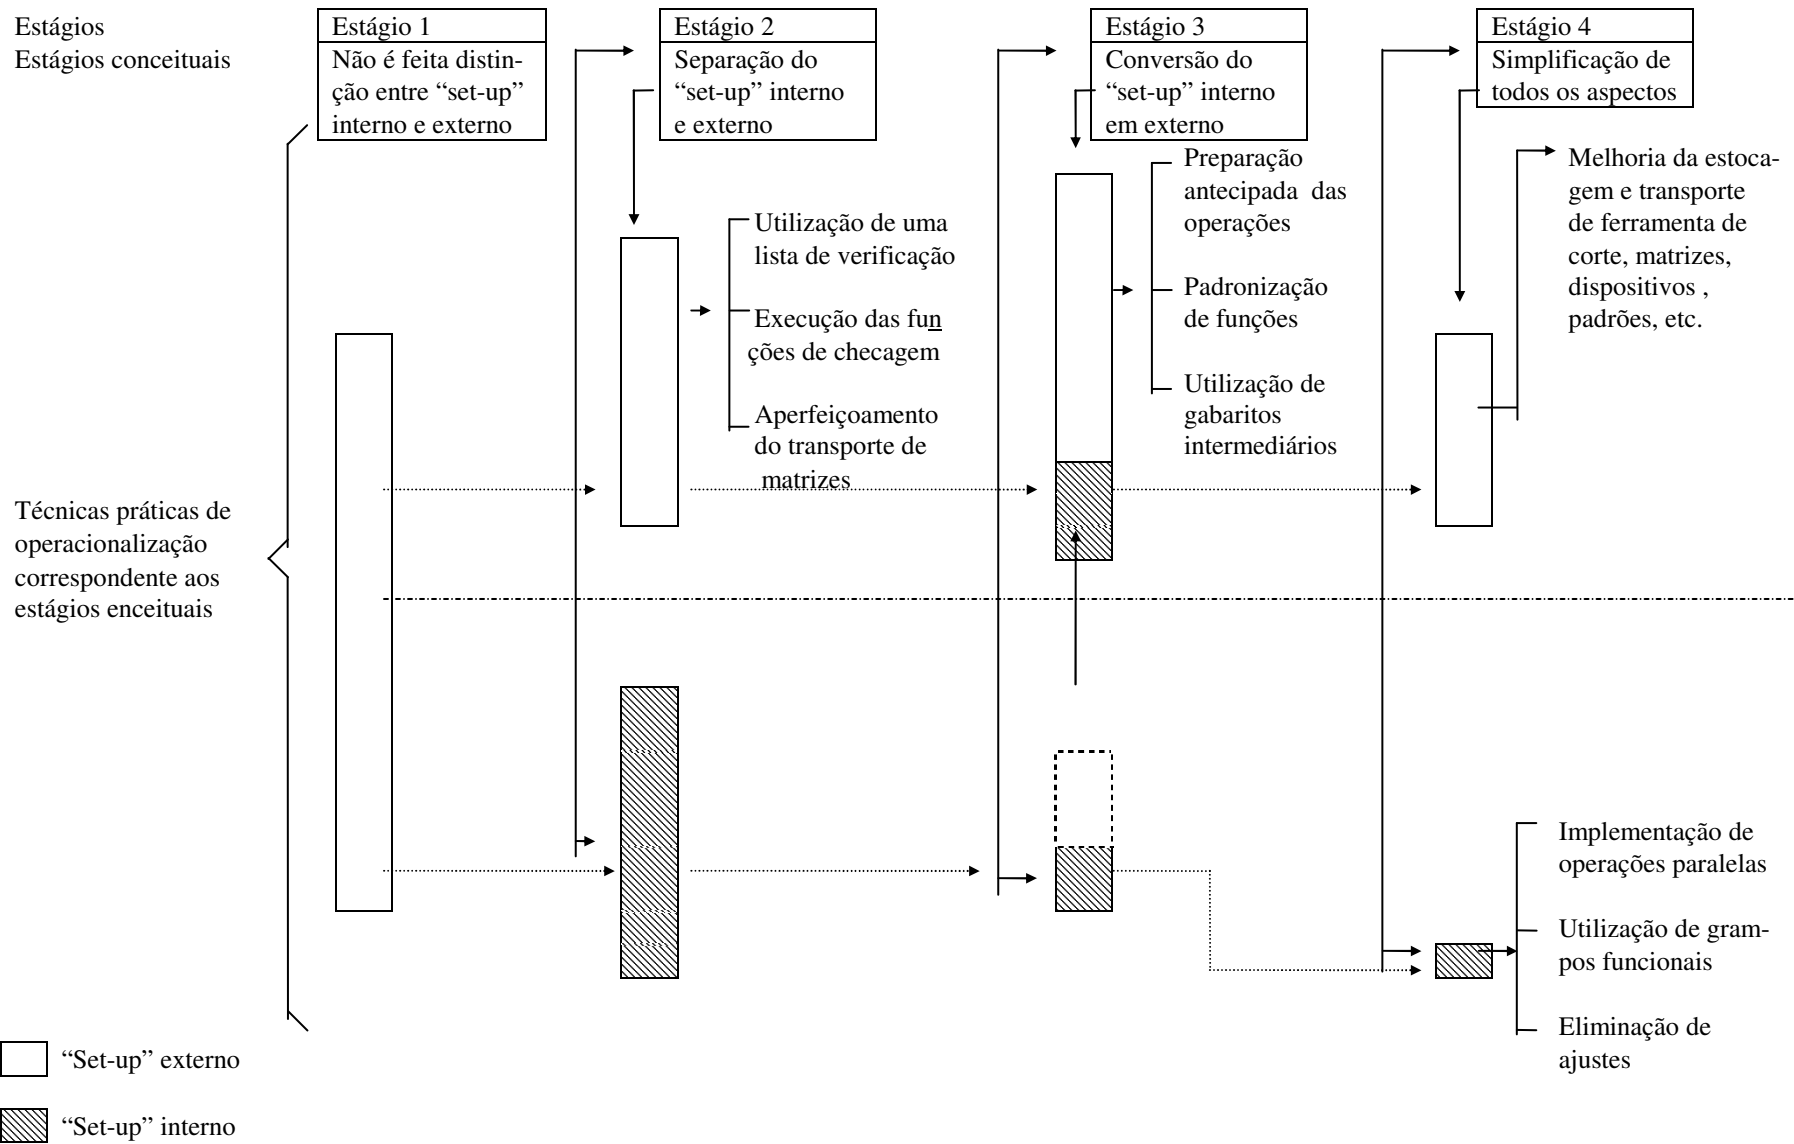 Estágios
Estágios conceituais
Estágio 1
Não é feita distin-
ção entre “set-up”
interno e externo
Estágio 2
Separação do
“set-up” interno
e externo
Estágio 3
Conversão do
“set-up” interno
em externo
Estágio 4
Simplificação de
todos os aspectos
Utilização de uma
lista de verificação
Execução das fun
ções de checagem
Aperfeiçoamento
do transporte de
matrizes
Preparação
antecipada das
operações
Padronização
de funções
Utilização de
gabaritos
intermediários
Melhoria da estoca-
gem e transporte
de ferramenta de
corte, matrizes,
dispositivos ,
padrões, etc.
Técnicas práticas de
operacionalização
correspondente aos
estágios enceituais
Implementação de
operações paralelas
Utilização de gram-
pos funcionais
Eliminação de
ajustes
“Set-up” externo
“Set-up” interno